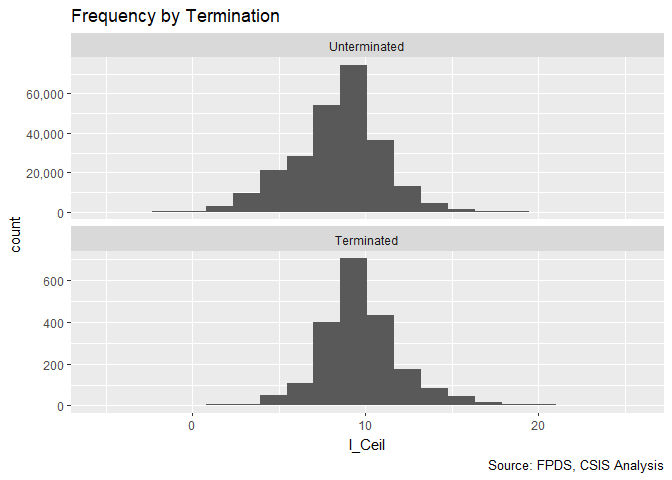 Frequency by Termination
Unterminated
60,000
40,000
20,000
0
Terminated
600
400
200
0
count
0 10 20
l_Ceil
Source: FPDS, CSIS Analysis